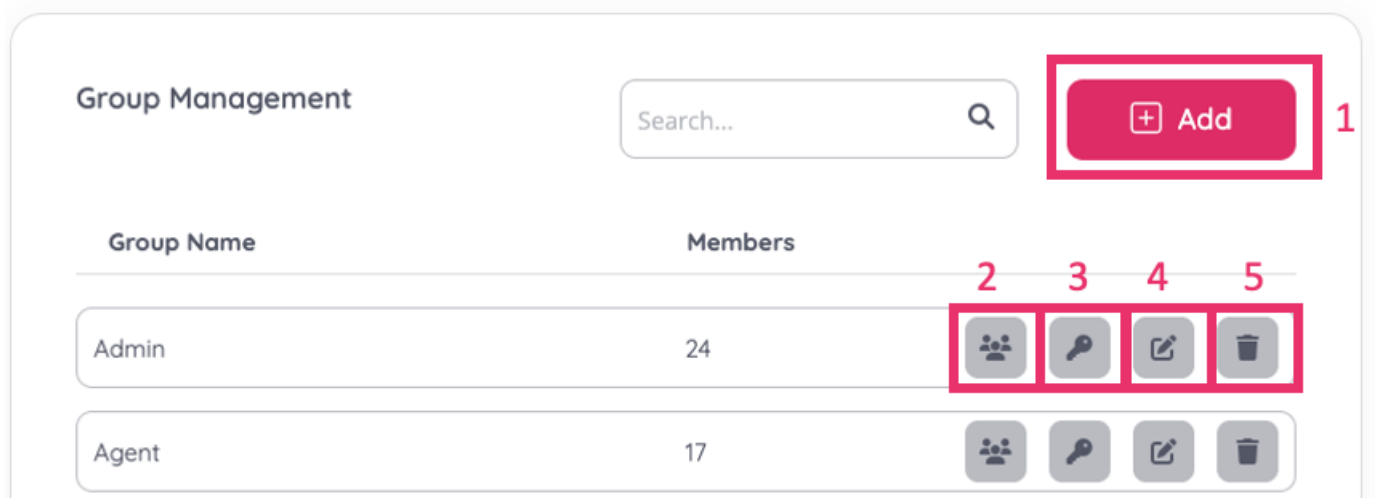 Group Management
Search...
Add
1
Group Name
Members
2
3
4
5
Admin
24
Agent
17